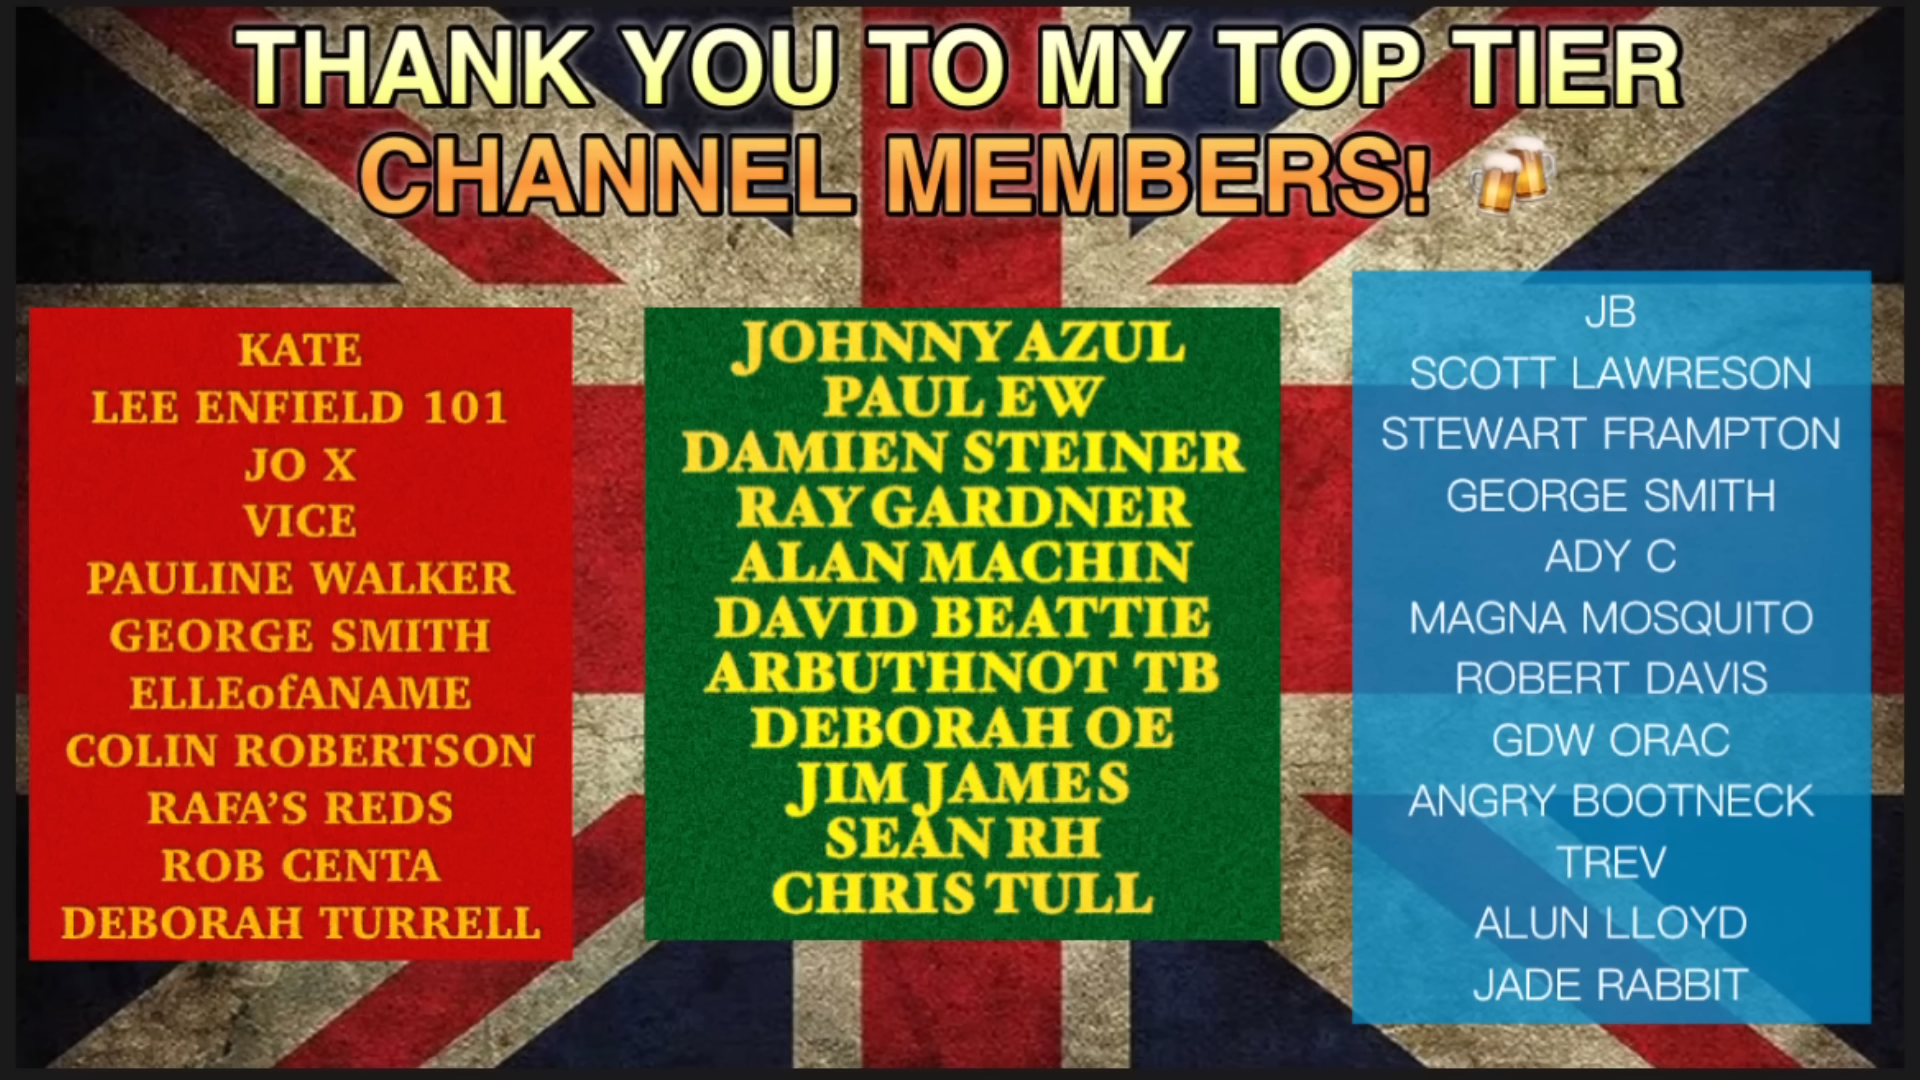 THANK YOU TO MY TOP TIER
CHANNEL MEMBERS! 🍻
KATE
LEE ENFIELD 101
JO X
VICE
PAULINE WALKER
GEORGE SMITH
ELLEofANAME
COLIN ROBERTSON
RAFA'S REDS
ROB CENTA
DEBORAH TURRELL
JOHNNY AZUL
PAUL EW
DAMIEN STEINER
RAY GARDNER
ALAN MACHIN
DAVID BEATTIE
ARBUTHNOT TB
DEBORAH OE
JIM JAMES
SEÁN RH
CHRIS TULL
JB
SCOTT LAWRESON
STEWART FRAMPTON
GEORGE SMITH
ADY C
MAGNA MOSQUITO
ROBERT DAVIS
GDW ORAC
ANGRY BOOTNECK
TREV
ALUN LLOYD
JADE RABBIT